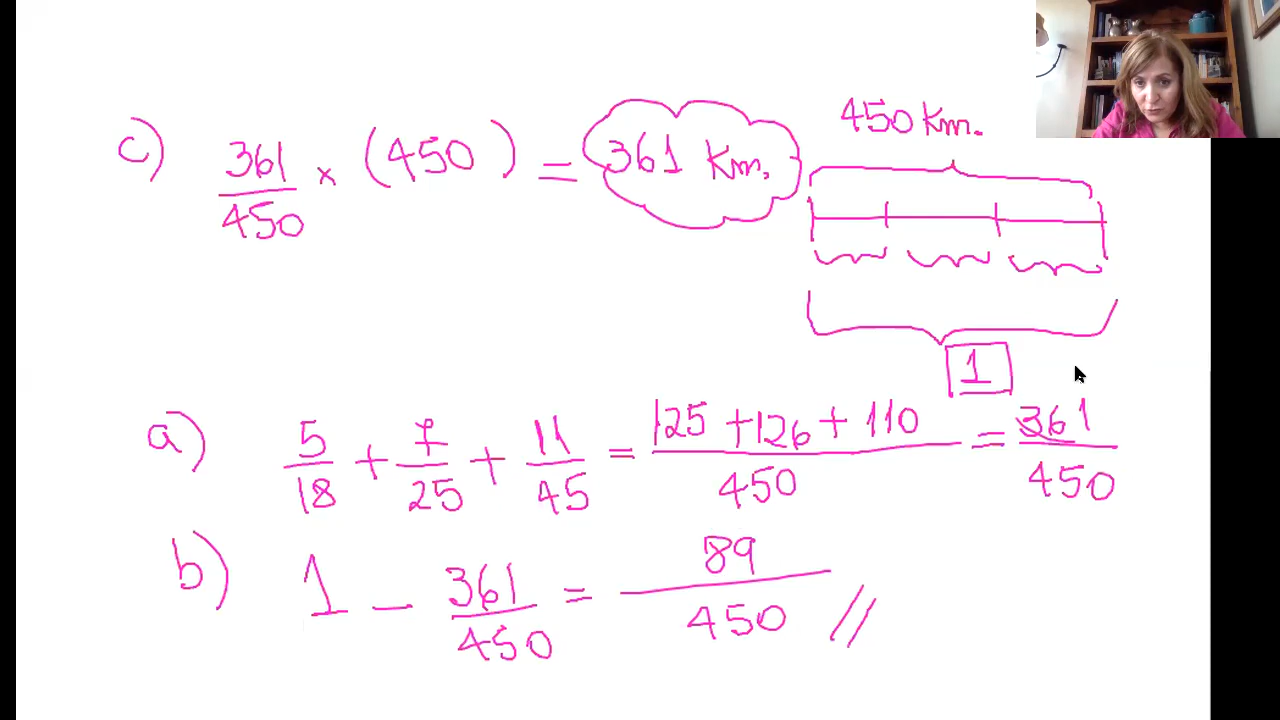 450 Km.
c) 361/450 x (450) = 361 Km.
1
a) 5/18 + 7/25 + 11/45 = 125 + 126 + 110/450 = 361/450
b) 1 - 361/450 = 89/450 //